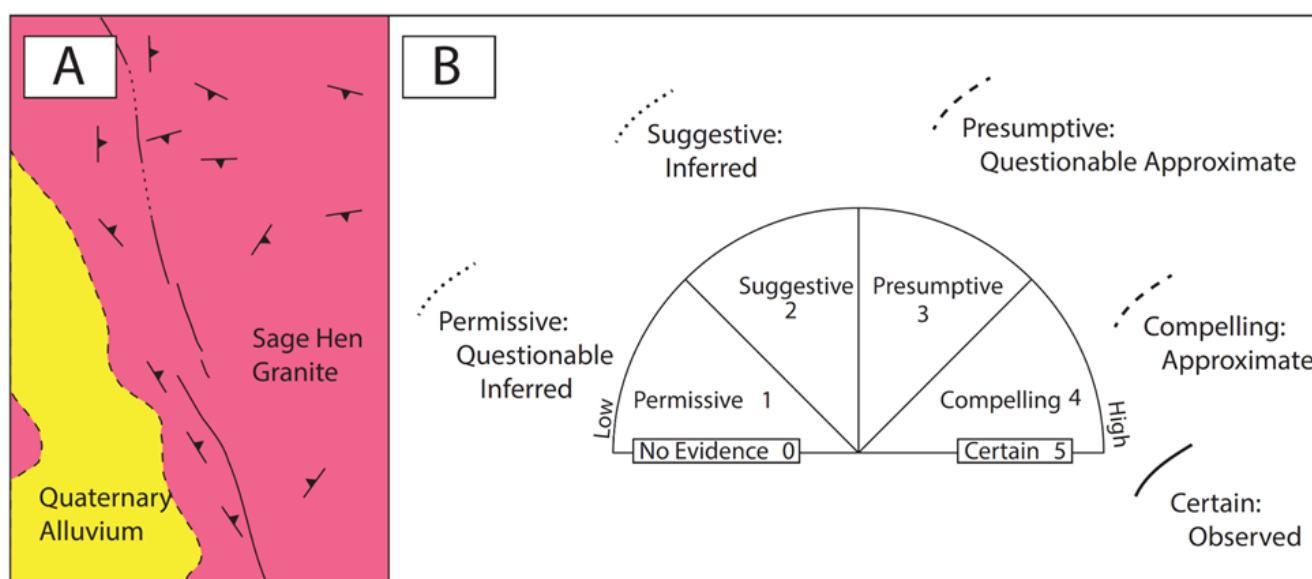 A
Sage Hen
Granite
Quaternary
Alluvium
B
Suggestive:
Inferred
Presumptive:
Questionable Approximate
Permissive:
Questionable
Inferred
Compelling:
Approximate
Certain:
Observed
Suggestive
2
Presumptive
3
Permissive 1
Compelling 4
Low
High
No Evidence 0
Certain 5